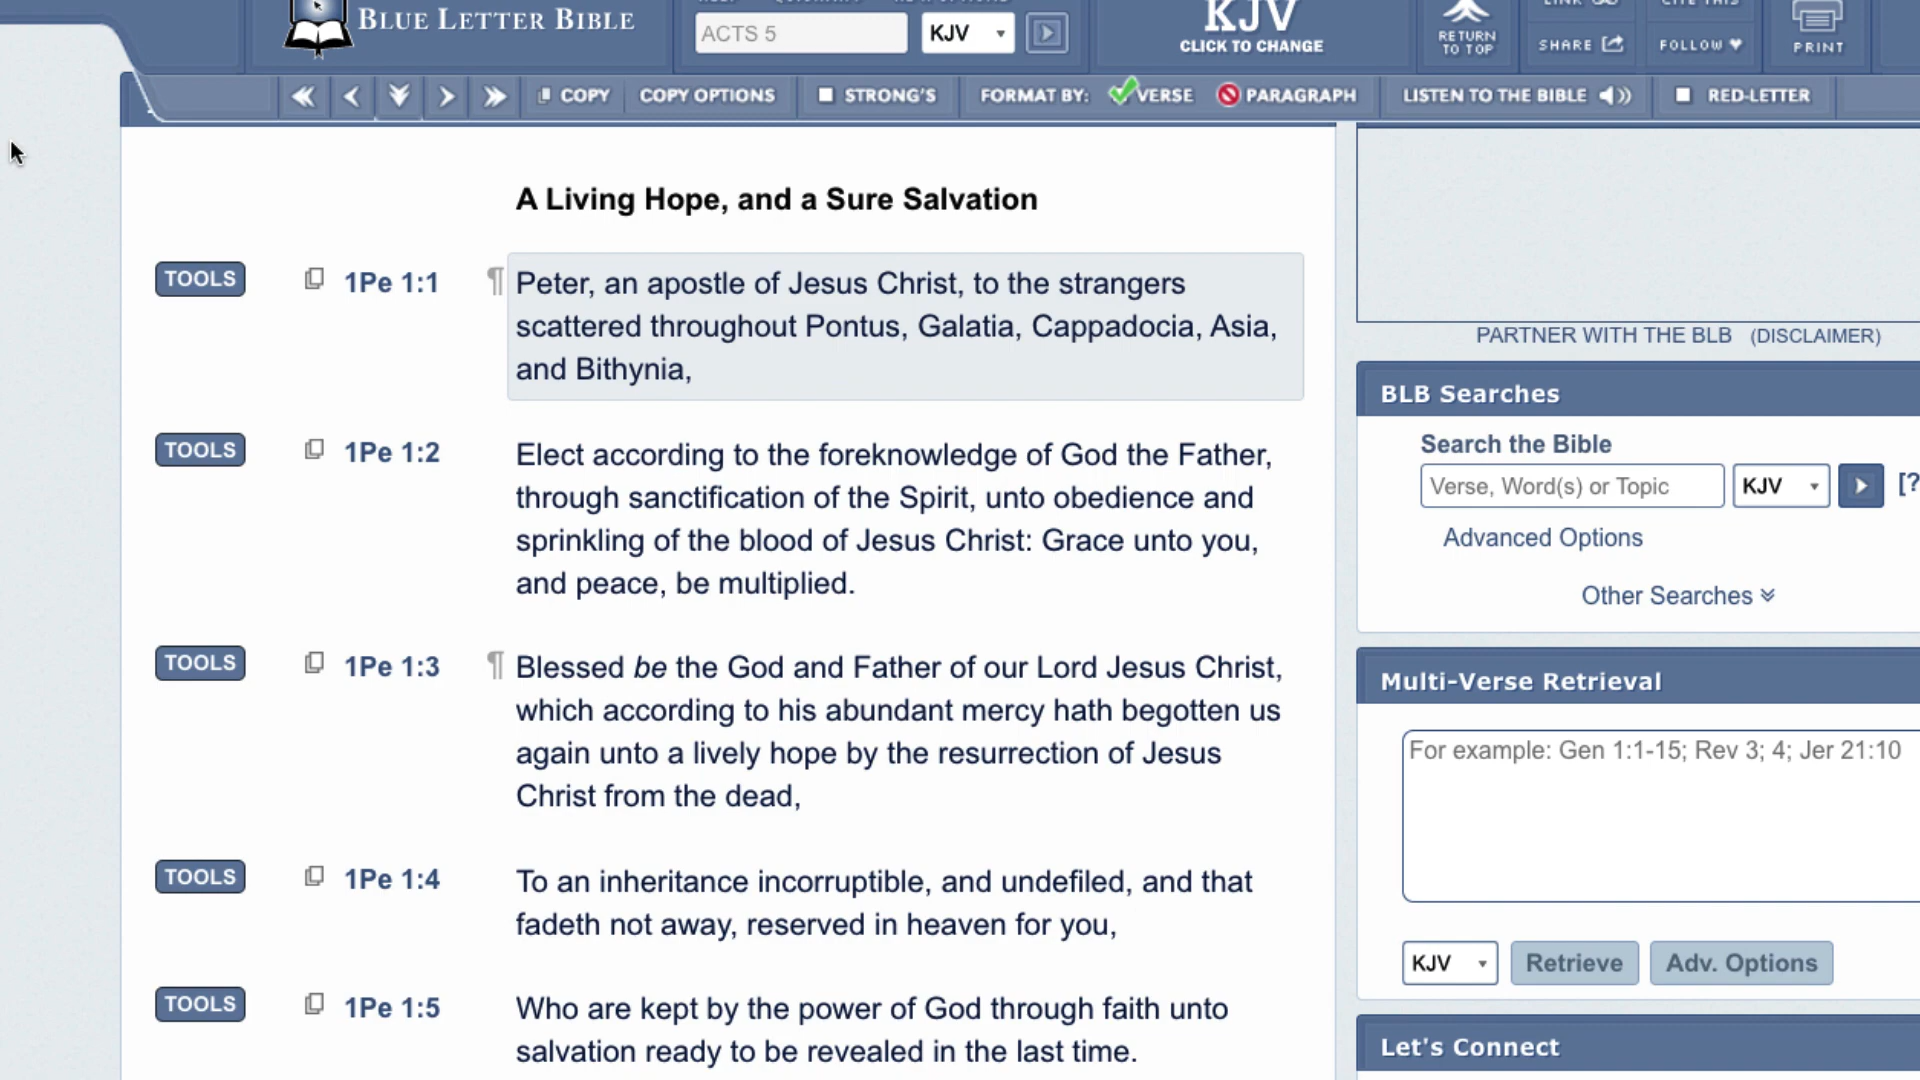 BLUE LETTER BIBLE
ACTS 5
KJV
KJV
CLICK TO CHANGE
RETURN
TO TOP
LINK
CITE THIS
SHARE
FOLLOW
PRINT
COPY
COPY OPTIONS
STRONG'S
FORMAT BY:
VERSE
PARAGRAPH
LISTEN TO THE BIBLE
RED-LETTER
A Living Hope, and a Sure Salvation
TOOLS
1Pe 1:1
¶ Peter, an apostle of Jesus Christ, to the strangers
scattered throughout Pontus, Galatia, Cappadocia, Asia,
and Bithynia,
TOOLS
1Pe 1:2
Elect according to the foreknowledge of God the Father,
through sanctification of the Spirit, unto obedience and
sprinkling of the blood of Jesus Christ: Grace unto you,
and peace, be multiplied.
TOOLS
1Pe 1:3
¶ Blessed be the God and Father of our Lord Jesus Christ,
which according to his abundant mercy hath begotten us
again unto a lively hope by the resurrection of Jesus
Christ from the dead,
TOOLS
1Pe 1:4
To an inheritance incorruptible, and undefiled, and that
fadeth not away, reserved in heaven for you,
TOOLS
1Pe 1:5
Who are kept by the power of God through faith unto
salvation ready to be revealed in the last time.
PARTNER WITH THE BLB (DISCLAIMER)
BLB Searches
Search the Bible
Verse, Word(s) or Topic
KJV
[?
Advanced Options
Other Searches
Multi-Verse Retrieval
For example: Gen 1:1-15; Rev 3; 4; Jer 21:10
KJV
Retrieve
Adv. Options
Let's Connect